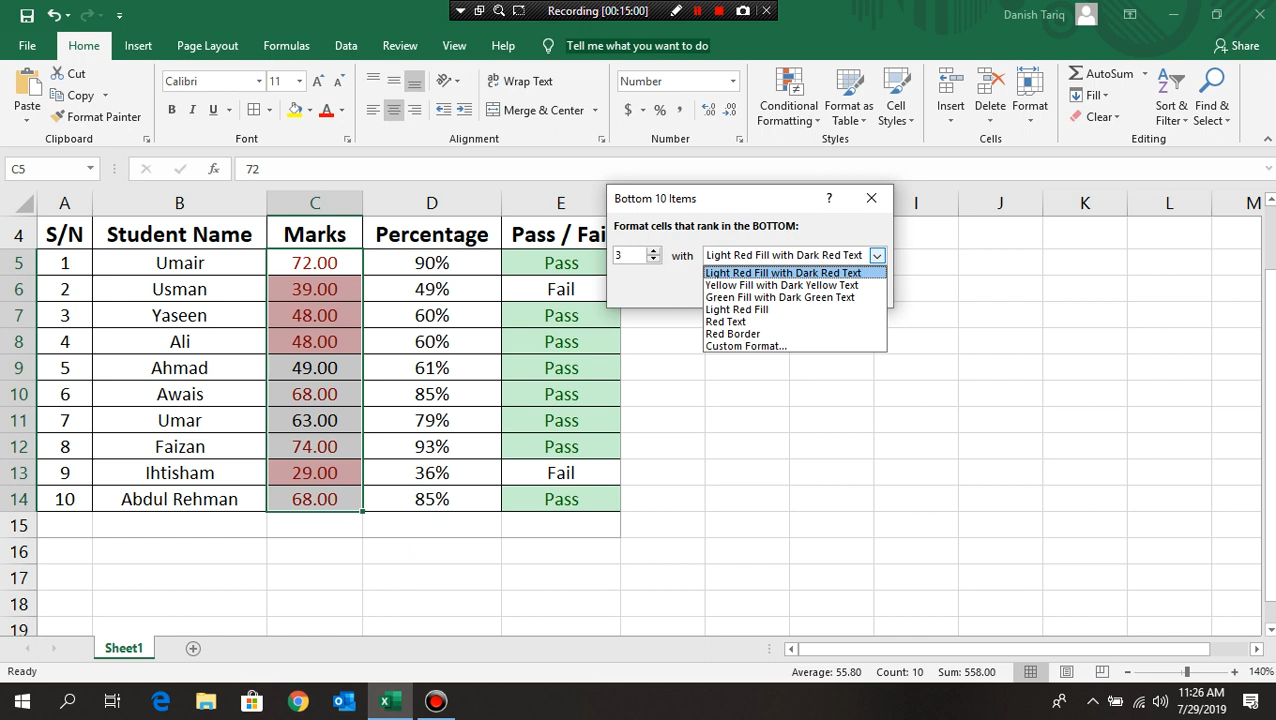 Recording [00:15:00]
Danish Tariq
File Home Insert Page Layout Formulas Data Review View Help Tell me what you want to do Share
Paste Cut Copy Format Painter
Calibri 11
B I U A
ab Wrap Text
Merge & Center
Number
$ % ,
Conditional Formatting Format as Table Cell Styles
Insert Delete Format
AutoSum Fill Clear
Sort & Filter Find & Select
Clipboard Font Alignment Number Styles Cells Editing
C5 fx 72
A B C D E I J K L M
4 S/N Student Name Marks Percentage Pass / Fai
5 1 Umair 72.00 90% Pass
6 2 Usman 39.00 49% Fail
7 3 Yaseen 48.00 60% Pass
8 4 Ali 48.00 60% Pass
9 5 Ahmad 49.00 61% Pass
10 6 Awais 68.00 85% Pass
11 7 Umar 63.00 79% Pass
12 8 Faizan 74.00 93% Pass
13 9 Ihtisham 29.00 36% Fail
14 10 Abdul Rehman 68.00 85% Pass
15
16
17
18
19
Bottom 10 Items ?
Format cells that rank in the BOTTOM:
3 with Light Red Fill with Dark Red Text
Light Red Fill with Dark Red Text
Yellow Fill with Dark Yellow Text
Green Fill with Dark Green Text
Light Red Fill
Red Text
Red Border
Custom Format...
Sheet1
Ready Average: 55.80 Count: 10 Sum: 558.00 140%
11:26 AM
7/29/2019